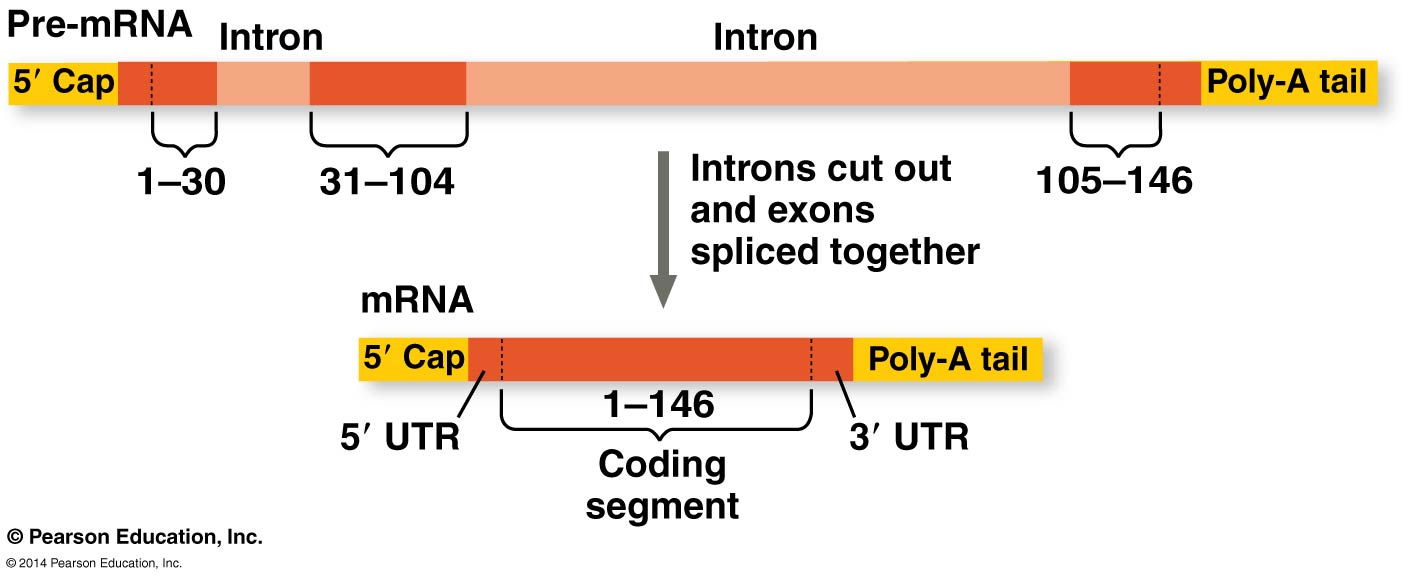 Pre-mRNA
Intron
Intron
5′ Cap
Poly-A tail
1–30
31–104
105–146
Introns cut out
and exons
spliced together
mRNA
5′ Cap
Poly-A tail
1–146
5′ UTR
3′ UTR
Coding
segment
© Pearson Education, Inc.
© 2014 Pearson Education, Inc.